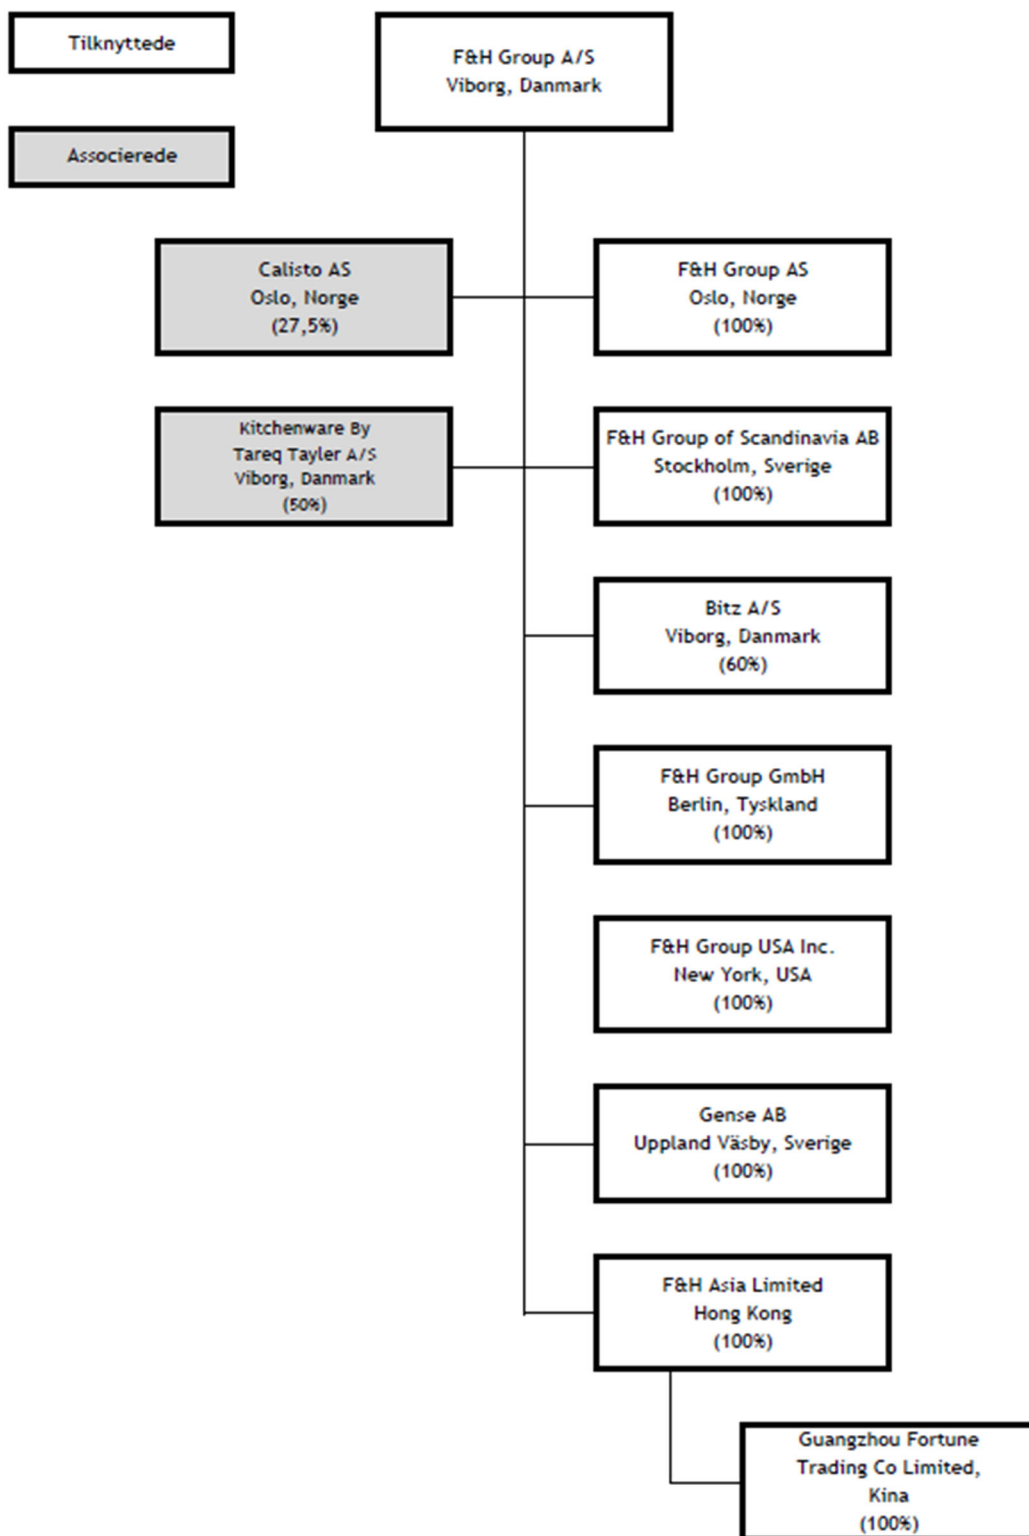 Tilknyttede
F&H Group A/S
Viborg, Danmark
Associerede
Calisto AS
Oslo, Norge
(27,5%)
F&H Group AS
Oslo, Norge
(100%)
Kitchenware By
Tareq Tayler A/S
Viborg, Danmark
(50%)
F&H Group of Scandinavia AB
Stockholm, Sverige
(100%)
Bitz A/S
Viborg, Danmark
(60%)
F&H Group GmbH
Berlin, Tyskland
(100%)
F&H Group USA Inc.
New York, USA
(100%)
Gense AB
Uppland Väsby, Sverige
(100%)
F&H Asia Limited
Hong Kong
(100%)
Guangzhou Fortune
Trading Co Limited,
Kina
(100%)